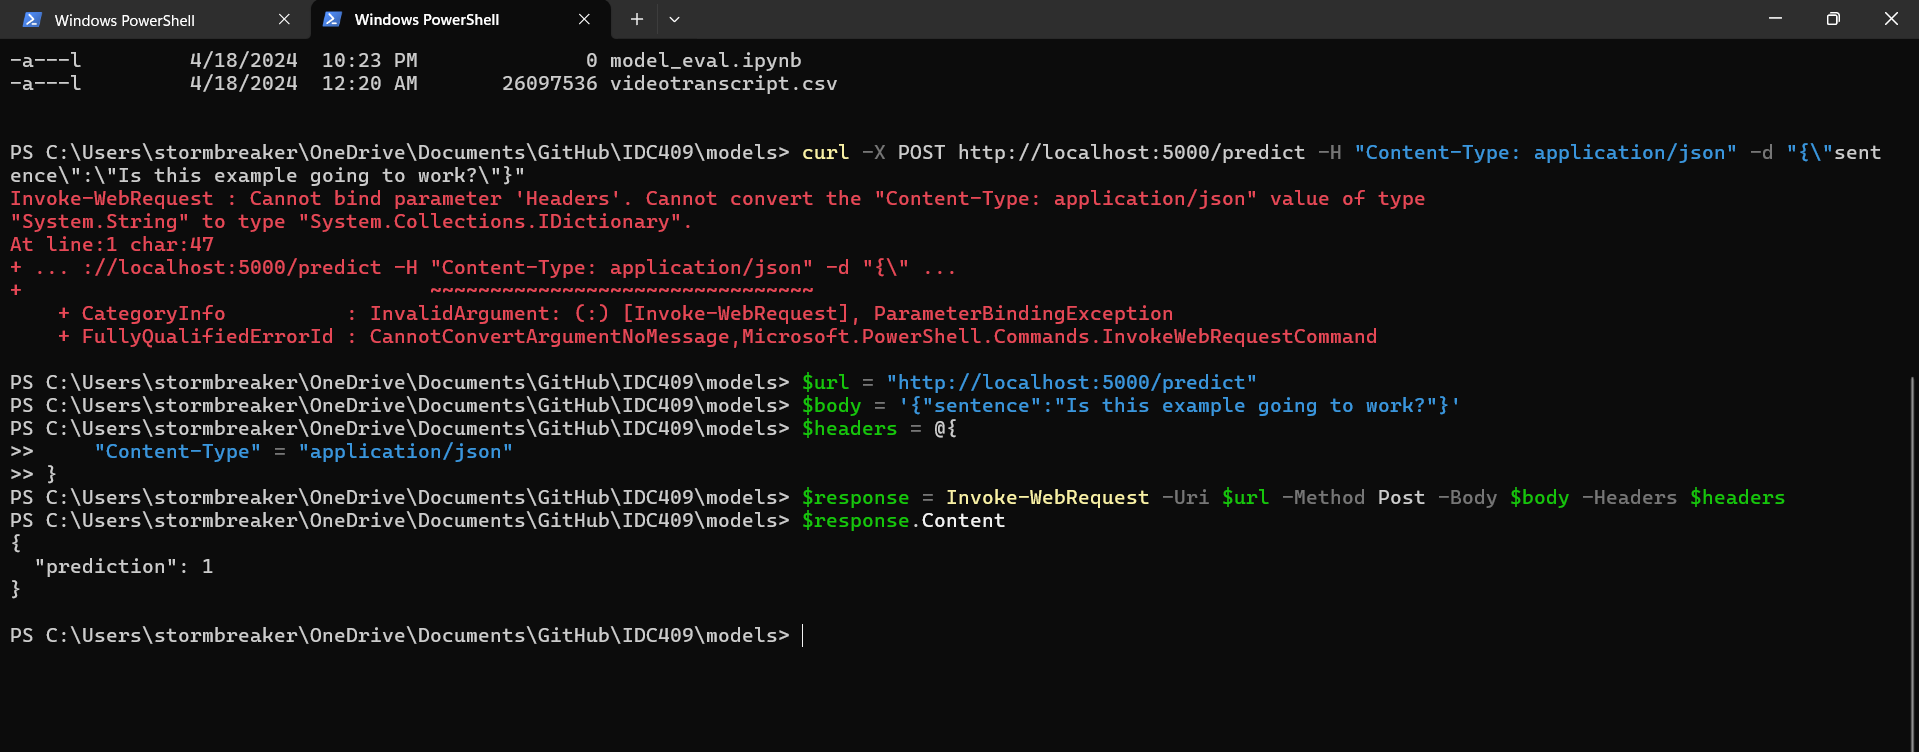 Windows PowerShell
Windows PowerShell
-a---l         4/18/2024  10:23 PM              0 model_eval.ipynb
-a---l         4/18/2024  12:20 AM       26097536 videotranscript.csv
PS C:\Users\stormbreaker\OneDrive\Documents\GitHub\IDC409\models> curl -X POST http://localhost:5000/predict -H "Content-Type: application/json" -d "{\"sent
ence\":\"Is this example going to work?\"}"
Invoke-WebRequest : Cannot bind parameter 'Headers'. Cannot convert the "Content-Type: application/json" value of type
"System.String" to type "System.Collections.IDictionary".
At line:1 char:47
+ ... ://localhost:5000/predict -H "Content-Type: application/json" -d "{\" ...
+                                  ~~~~~~~~~~~~~~~~~~~~~~~~~~~~~~~~
    + CategoryInfo          : InvalidArgument: (:) [Invoke-WebRequest], ParameterBindingException
    + FullyQualifiedErrorId : CannotConvertArgumentNoMessage,Microsoft.PowerShell.Commands.InvokeWebRequestCommand
PS C:\Users\stormbreaker\OneDrive\Documents\GitHub\IDC409\models> $url = "http://localhost:5000/predict"
PS C:\Users\stormbreaker\OneDrive\Documents\GitHub\IDC409\models> $body = '{"sentence":"Is this example going to work?"}'
PS C:\Users\stormbreaker\OneDrive\Documents\GitHub\IDC409\models> $headers = @{
>>     "Content-Type" = "application/json"
>> }
PS C:\Users\stormbreaker\OneDrive\Documents\GitHub\IDC409\models> $response = Invoke-WebRequest -Uri $url -Method Post -Body $body -Headers $headers
PS C:\Users\stormbreaker\OneDrive\Documents\GitHub\IDC409\models> $response.Content
{
  "prediction": 1
}
PS C:\Users\stormbreaker\OneDrive\Documents\GitHub\IDC409\models>